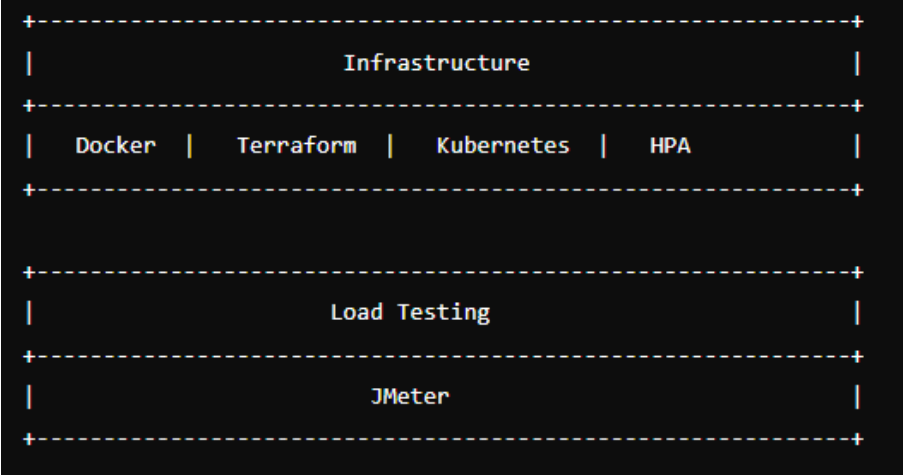 +-------------------------------------------------------------+
|                       Infrastructure                        |
+-------------------------------------------------------------+
|   Docker  |   Terraform  |   Kubernetes  |   HPA            |
+-------------------------------------------------------------+

+-------------------------------------------------------------+
|                      Load Testing                           |
+-------------------------------------------------------------+
|                         JMeter                              |
+-------------------------------------------------------------+